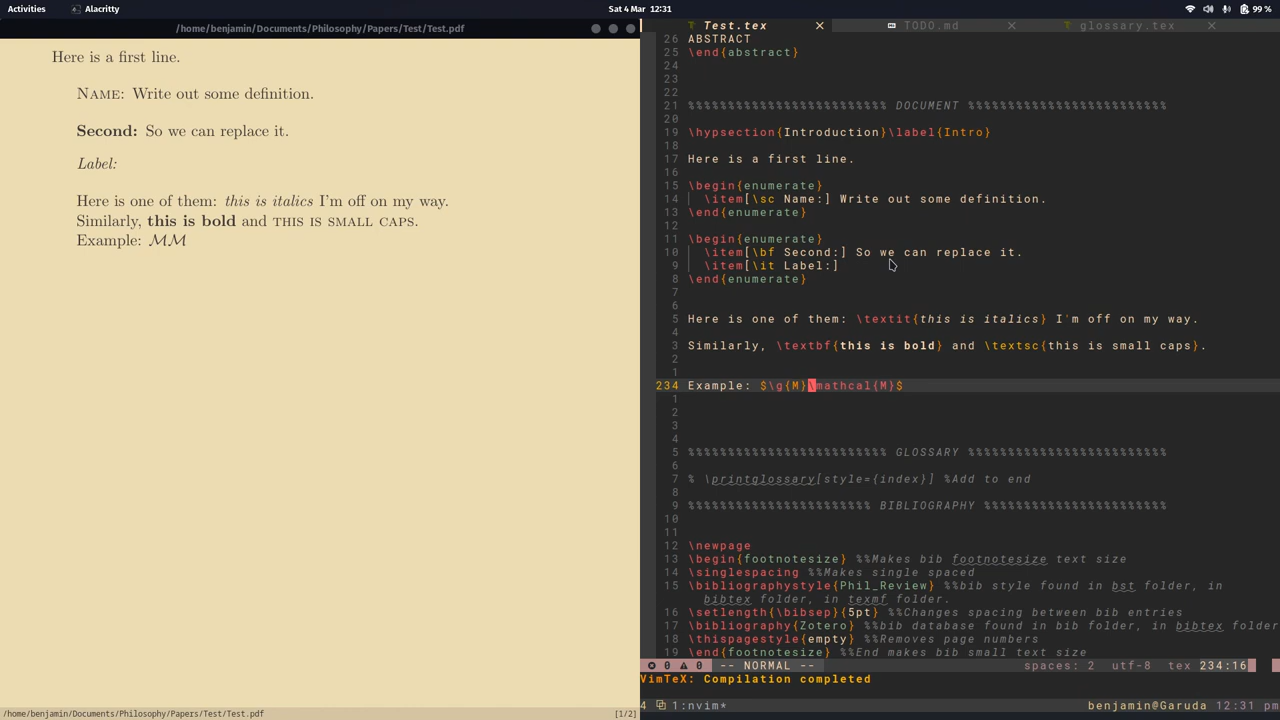 Activities Alacritty Sat 4 Mar 12:31 99 %
/home/benjamin/Documents/Philosophy/Papers/Test/Test.pdf
Here is a first line.
NAME: Write out some definition.
Second: So we can replace it.
Label:
Here is one of them: this is italics I'm off on my way.
Similarly, this is bold and THIS IS SMALL CAPS.
Example: ℳℳ
/home/benjamin/Documents/Philosophy/Papers/Test/Test.pdf [1/2]
Test.tex TODO.md glossary.tex
26 ABSTRACT
25 \end{abstract}
24
23
22
21 %%%%%%%%%%%%%%%%%%%%%%%%% DOCUMENT %%%%%%%%%%%%%%%%%%%%%%%%%
20
19 \hypsection{Introduction}\label{Intro}
18
17 Here is a first line.
16
15 \begin{enumerate}
14 \item[\sc Name:] Write out some definition.
13 \end{enumerate}
12
11 \begin{enumerate}
10 \item[\bf Second:] So we can replace it.
9 \item[\it Label:]
8 \end{enumerate}
7
6
5 Here is one of them: \textit{this is italics} I'm off on my way.
4
3 Similarly, \textbf{this is bold} and \textsc{this is small caps}.
2
1
234 Example: $\g{M}\mathcal{M}$
1
2
3
4
5 %%%%%%%%%%%%%%%%%%%%%%%%% GLOSSARY %%%%%%%%%%%%%%%%%%%%%%%%%
6
7 % \printglossary[style={index}] %Add to end
8
9 %%%%%%%%%%%%%%%%%%%%%%% BIBLIOGRAPHY %%%%%%%%%%%%%%%%%%%%%%%
10
11
12 \newpage
13 \begin{footnotesize} %%Makes bib footnotesize text size
14 \singlespacing %%Makes single spaced
15 \bibliographystyle{Phil_Review} %%bib style found in bst folder, in
bibtex folder, in texmf folder.
16 \setlength{\bibsep}{5pt} %%Changes spacing between bib entries
17 \bibliography{Zotero} %%bib database found in bib folder, in bibtex folder
18 \thispagestyle{empty} %%Removes page numbers
19 \end{footnotesize} %%End makes bib small text size
0 0 -- NORMAL -- spaces: 2 utf-8 tex 234:16
VimTeX: Compilation completed
4 1:nvim* benjamin@Garuda 12:31 pm